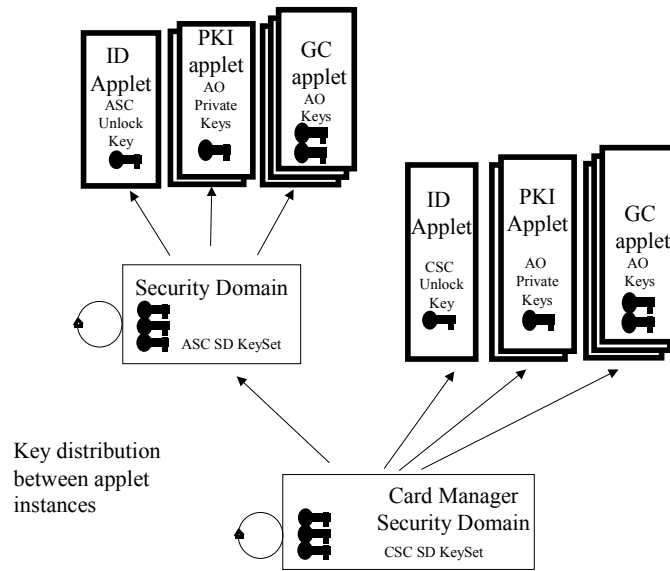 ID
Applet
ASC
Unlock
Key
PKI
applet
AO
Private
Keys
GC
applet
AO
Keys
ID
Applet
CSC
Unlock
Key
PKI
Applet
AO
Private
Keys
GC
applet
AO
Keys
Security Domain
ASC SD KeySet
Key distribution
between applet
instances
Card Manager
Security Domain
CSC SD KeySet